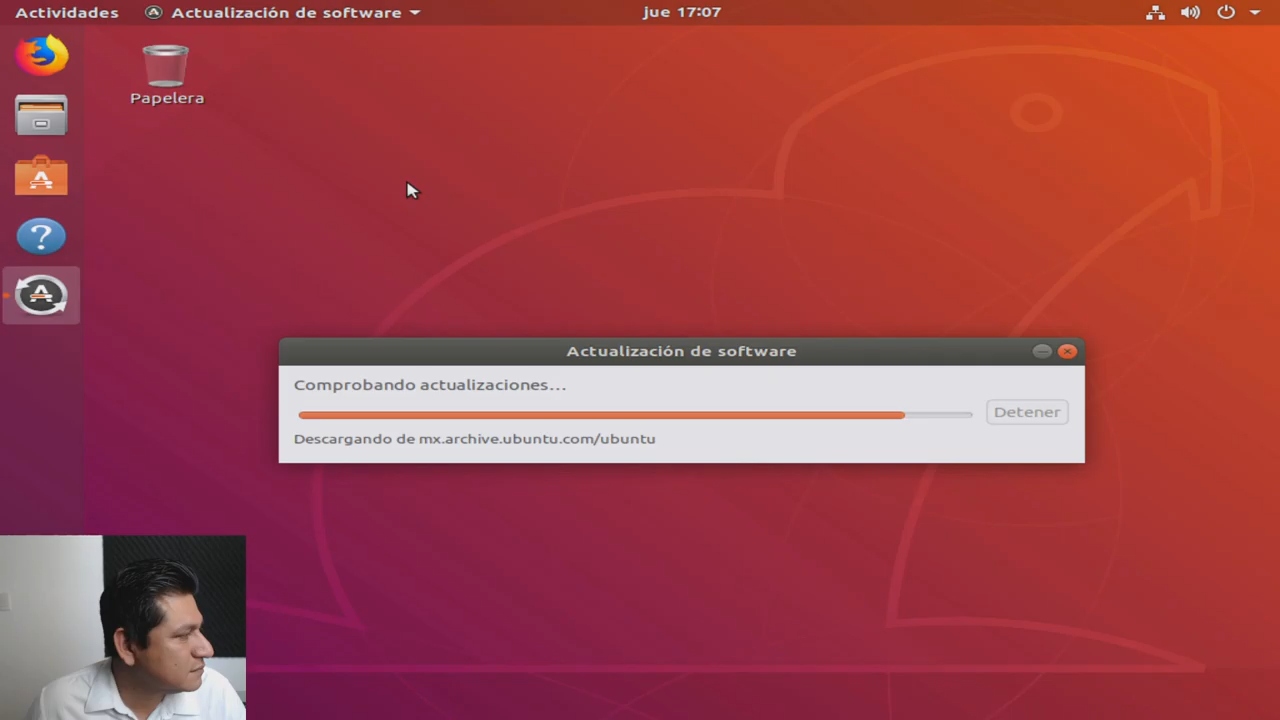 Actividades
Actualización de software
jue 17:07
Papelera
Actualización de software
Comprobando actualizaciones...
Detener
Descargando de mx.archive.ubuntu.com/ubuntu